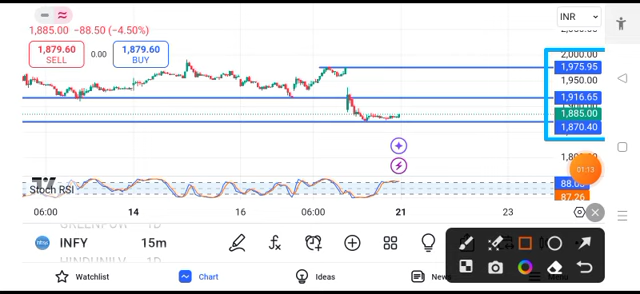 INR
1,885.00 −88.50 (−4.50%)
1,879.60
SELL
0.00
1,879.60
BUY
2,000.00
1,975.95
1,950.00
1,916.65
1,885.00
1,870.40
01:13
Stoch RSI
87.26
06:00
14
16
06:00
21
23
INFY
15m
Watchlist
Chart
Ideas
News